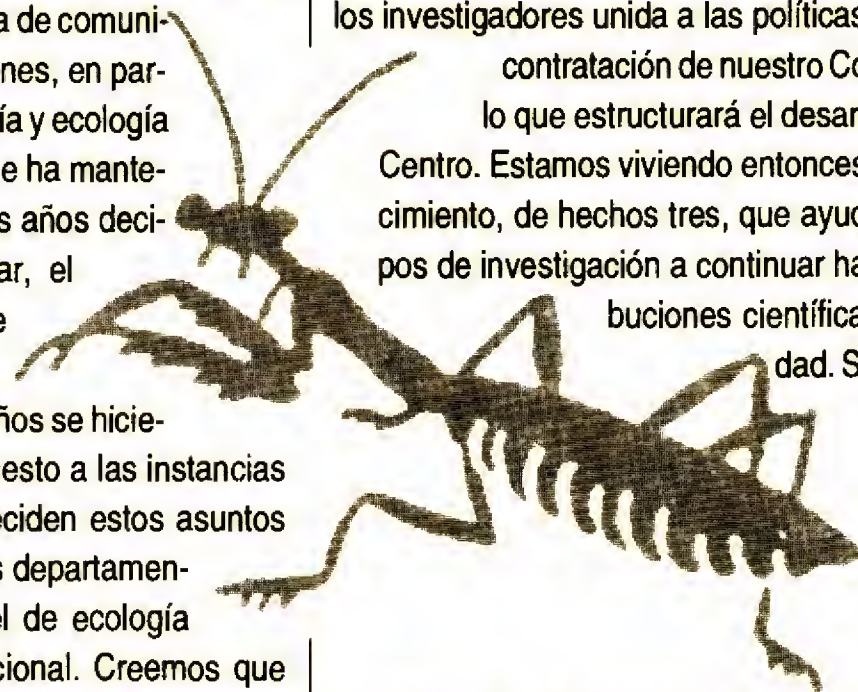 a de comuni-
nes, en par-
ía y ecología
e ha mante-
s años deci-
ar, el
e
ños se hicie-
esto a las instancias
eciden estos asuntos
s departamen-
el de ecología
cional. Creemos que
los investigadores unida a las políticas
contratación de nuestro Co
lo que estructurará el desar
Centro. Estamos viviendo entonces
cimiento, de hechos tres, que ayud
pos de investigación a continuar ha
buciones científica
dad. S